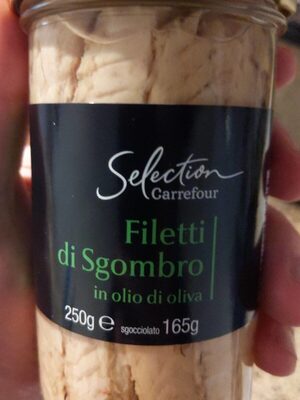 Selection
Carrefour
Filetti
di Sgombro
in olio di oliva
250g e sgocciolato 165g